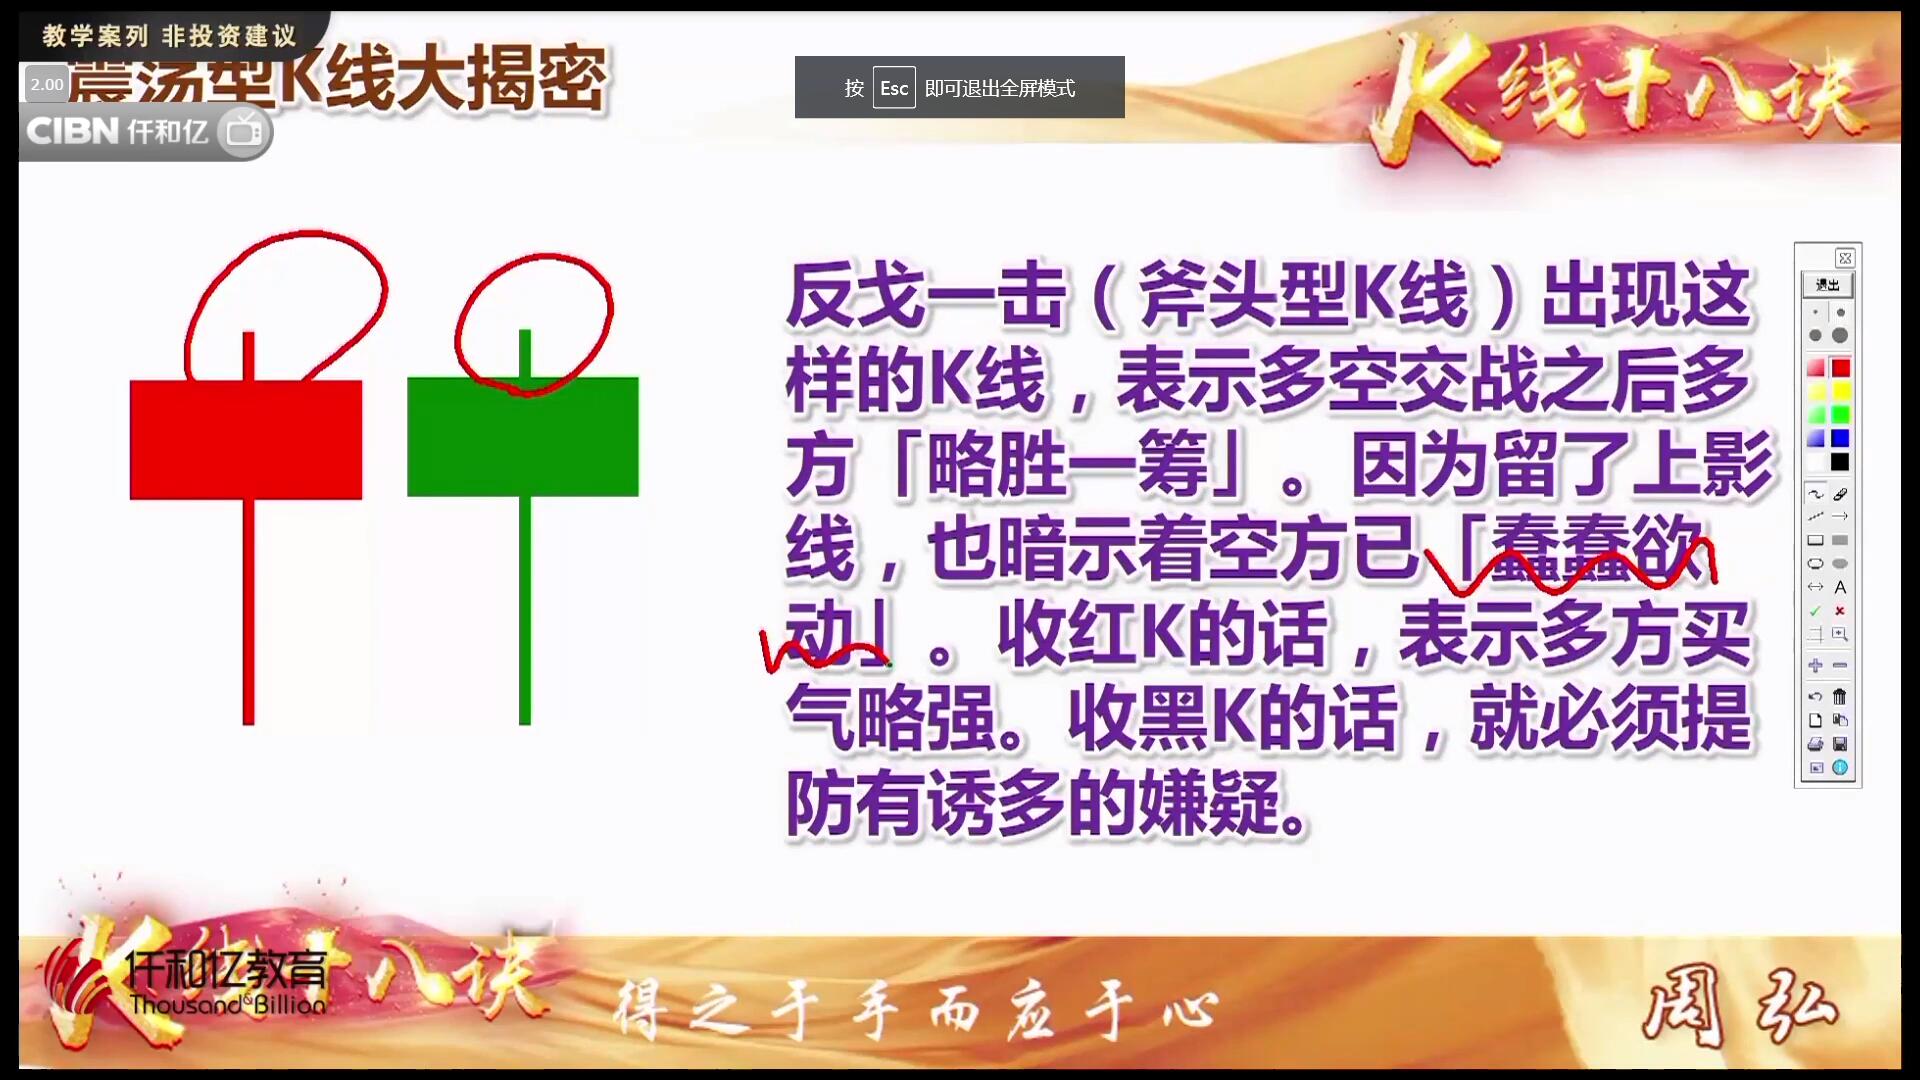 教学案列 非投资建议
震荡型K线大揭密
2.00
CIBN 仟和亿
按 Esc 即可退出全屏模式
K线十八诀
反戈一击（斧头型K线）出现这
样的K线，表示多空交战之后多
方「略胜一筹」。因为留了上影
线，也暗示着空方已「蠢蠢欲
动」。收红K的话，表示多方买
气略强。收黑K的话，就必须提
防有诱多的嫌疑。
退出
A
K线十八诀
仟和亿教育
Thousand&Billion
得之于手而应于心
周弘